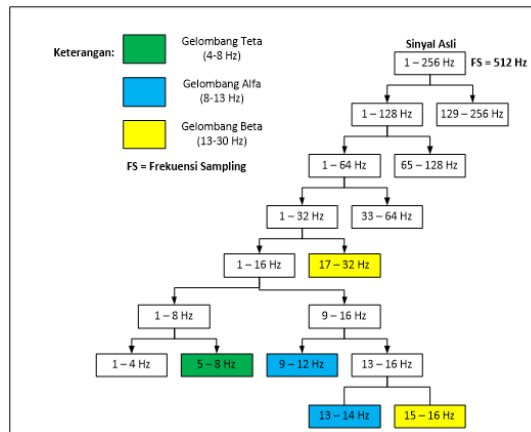 Keterangan:
Gelombang Teta
(4-8 Hz)
Gelombang Alfa
(8-13 Hz)
Gelombang Beta
(13-30 Hz)
FS = Frekuensi Sampling
Sinyal Asli
1 – 256 Hz
FS = 512 Hz
1 – 128 Hz
129 – 256 Hz
1 – 64 Hz
65 – 128 Hz
1 – 32 Hz
33 – 64 Hz
1 – 16 Hz
17 – 32 Hz
1 – 8 Hz
9 – 16 Hz
1 – 4 Hz
5 – 8 Hz
9 – 12 Hz
13 – 16 Hz
13 – 14 Hz
15 – 16 Hz